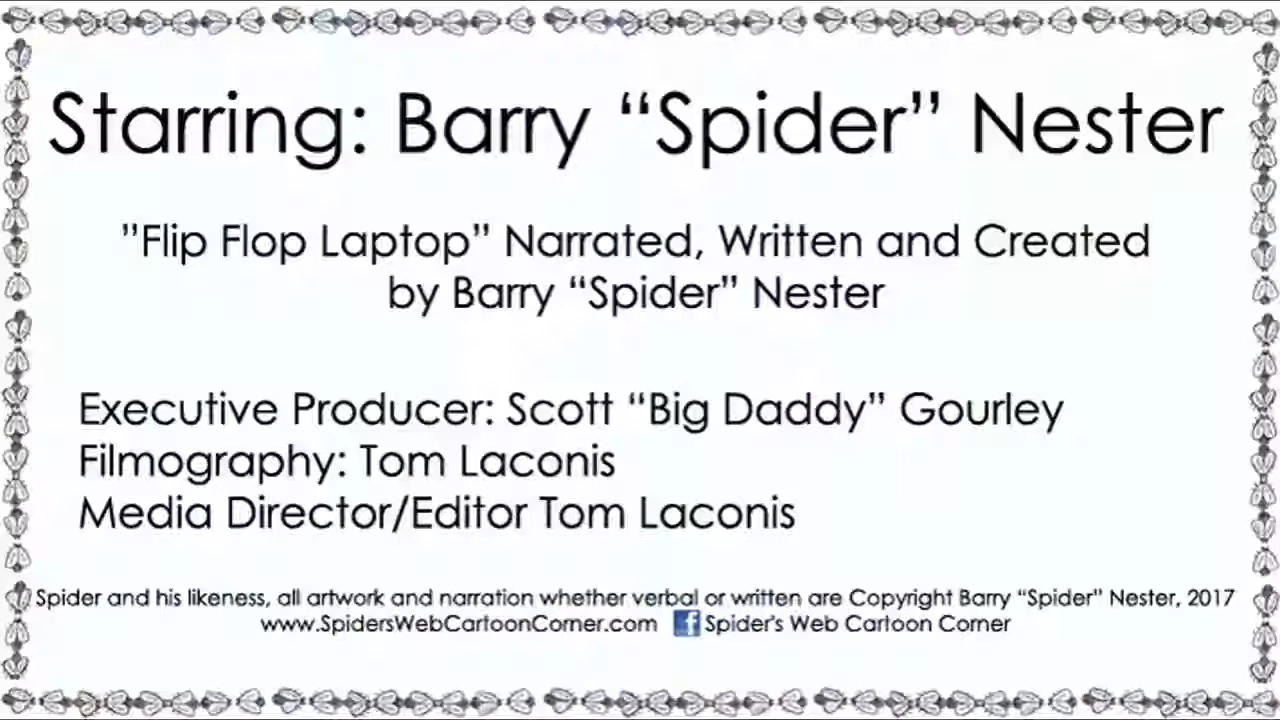 Starring: Barry “Spider” Nester
”Flip Flop Laptop” Narrated, Written and Created
by Barry “Spider” Nester
Executive Producer: Scott “Big Daddy” Gourley
Filmography: Tom Laconis
Media Director/Editor Tom Laconis
Spider and his likeness, all artwork and narration whether verbal or written are Copyright Barry “Spider” Nester, 2017
www.SpidersWebCartoonCorner.com f Spider's Web Cartoon Corner